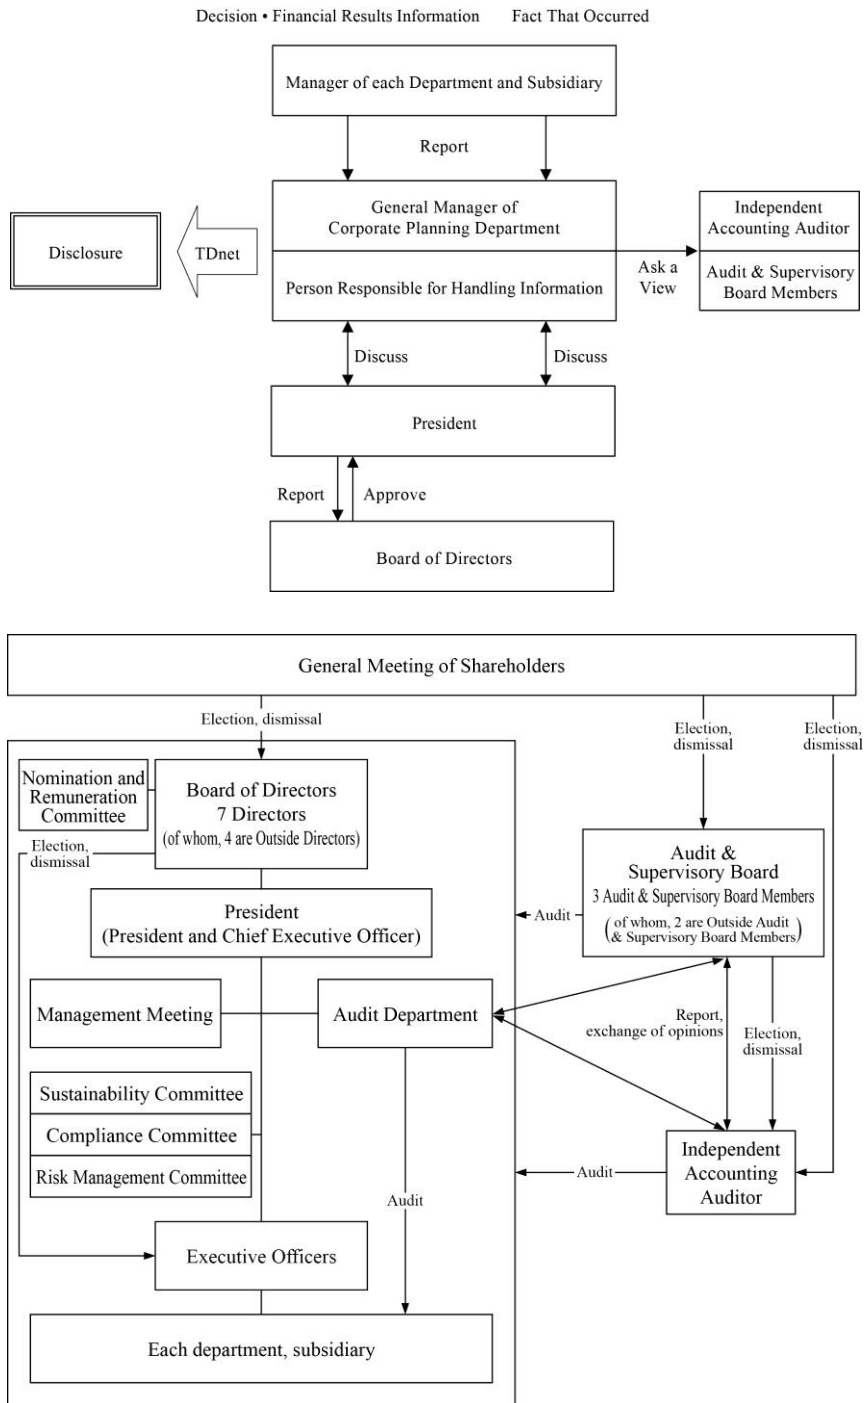 Decision • Financial Results Information Fact That Occurred
Manager of each Department and Subsidiary
Report
General Manager of
Corporate Planning Department
Person Responsible for Handling Information
Disclosure
TDnet
Ask a
View
Independent
Accounting Auditor
Audit & Supervisory
Board Members
Discuss
Discuss
President
Report
Approve
Board of Directors
General Meeting of Shareholders
Election, dismissal
Election,
dismissal
Election,
dismissal
Nomination and
Remuneration
Committee
Board of Directors
7 Directors
(of whom, 4 are Outside Directors)
Election,
dismissal
Audit &
Supervisory Board
3 Audit & Supervisory Board Members
(of whom, 2 are Outside Audit
& Supervisory Board Members)
Audit
President
(President and Chief Executive Officer)
Management Meeting
Audit Department
Report,
exchange of opinions
Election,
dismissal
Sustainability Committee
Compliance Committee
Risk Management Committee
Independent
Accounting
Auditor
Audit
Audit
Executive Officers
Each department, subsidiary